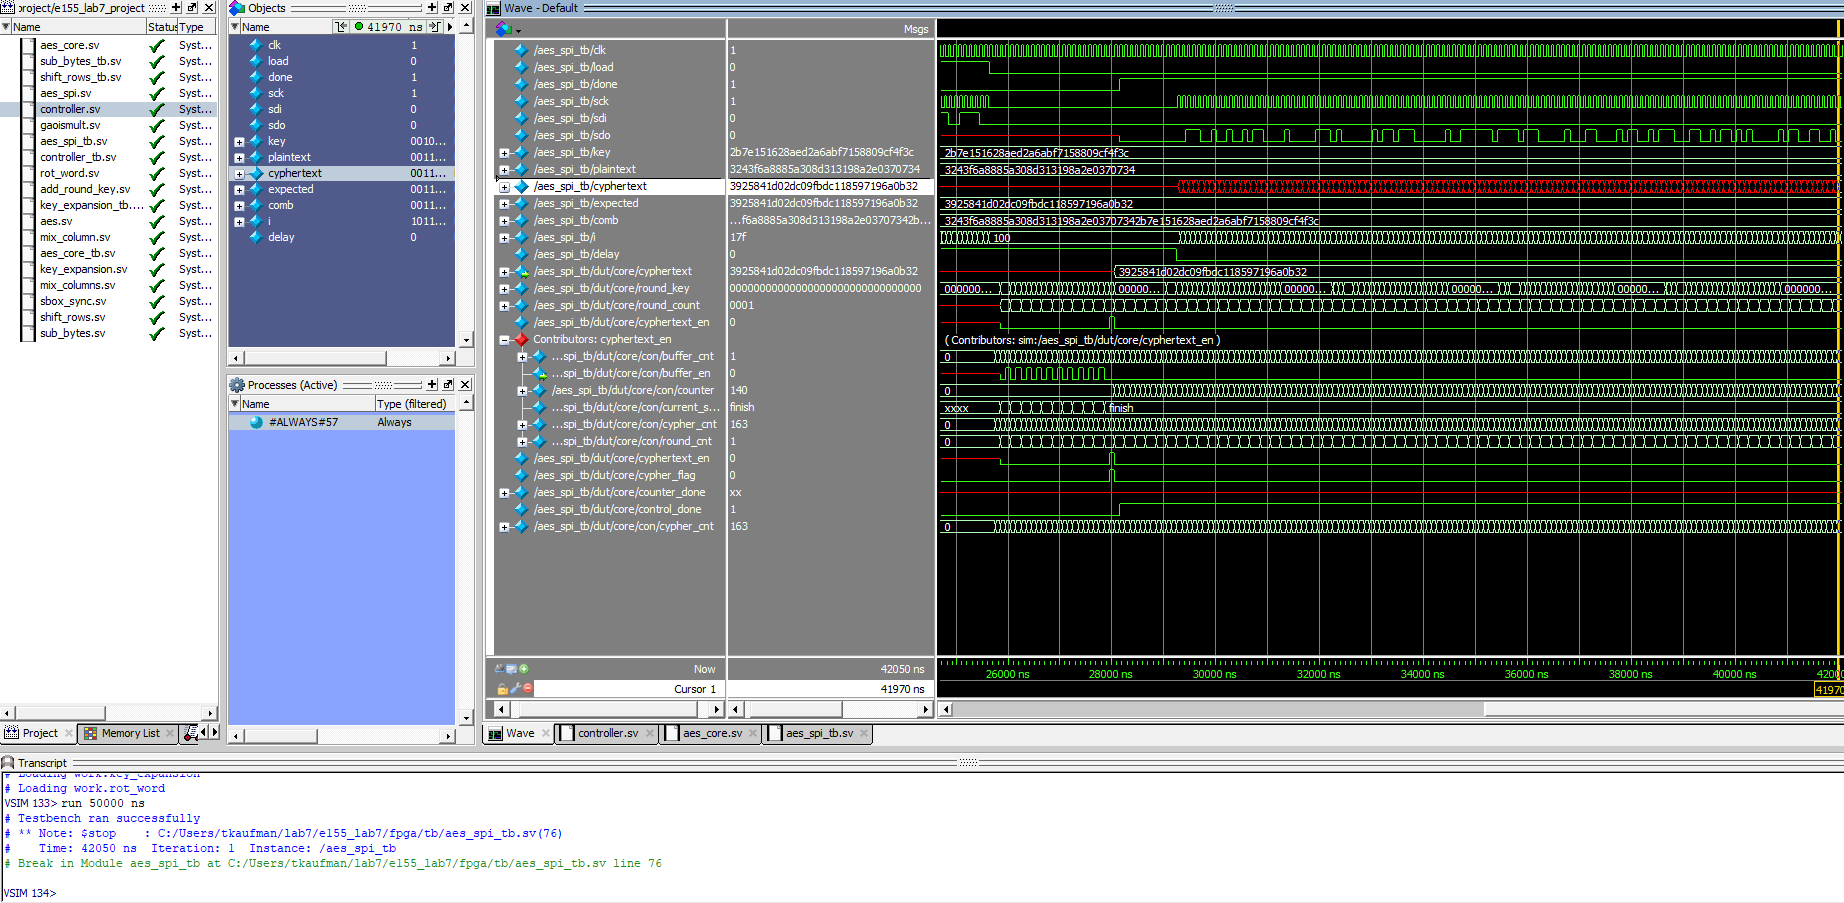 project/e155_lab7_project
Name Status Type
aes_core.sv Syst...
sub_bytes_tb.sv Syst...
shift_rows_tb.sv Syst...
aes_spi.sv Syst...
controller.sv Syst...
gaoismult.sv Syst...
aes_spi_tb.sv Syst...
controller_tb.sv Syst...
rot_word.sv Syst...
add_round_key.sv Syst...
key_expansion_tb.... Syst...
aes.sv Syst...
mix_column.sv Syst...
aes_core_tb.sv Syst...
key_expansion.sv Syst...
mix_columns.sv Syst...
sbox_sync.sv Syst...
shift_rows.sv Syst...
sub_bytes.sv Syst...
Project Memory List
Objects
Name 41970 ns
clk 1
load 0
done 1
sck 1
sdi 0
sdo 0
key 0010...
plaintext 0011...
cyphertext 0011...
expected 0011...
comb 0011...
i 1011...
delay 0
Processes (Active)
Name Type (filtered)
#ALWAYS#57 Always
Wave - Default
Msgs
/aes_spi_tb/clk 1
/aes_spi_tb/load 0
/aes_spi_tb/done 1
/aes_spi_tb/sck 1
/aes_spi_tb/sdi 0
/aes_spi_tb/sdo 0
/aes_spi_tb/key 2b7e151628aed2a6abf7158809cf4f3c 2b7e151628aed2a6abf7158809cf4f3c
/aes_spi_tb/plaintext 3243f6a8885a308d313198a2e0370734 3243f6a8885a308d313198a2e0370734
/aes_spi_tb/cyphertext 3925841d02dc09fbdc118597196a0b32
/aes_spi_tb/expected 3925841d02dc09fbdc118597196a0b32 3925841d02dc09fbdc118597196a0b32
/aes_spi_tb/comb ...f6a8885a308d313198a2e03707342b... 3243f6a8885a308d313198a2e03707342b7e151628aed2a6abf7158809cf4f3c
/aes_spi_tb/i 17f 100
/aes_spi_tb/delay 0
/aes_spi_tb/dut/core/cyphertext 3925841d02dc09fbdc118597196a0b32 3925841d02dc09fbdc118597196a0b32
/aes_spi_tb/dut/core/round_key 00000000000000000000000000000000 000000... 00000... 00000... 00000... 00000... 00000...
/aes_spi_tb/dut/core/round_count 0001
/aes_spi_tb/dut/core/cyphertext_en 0
Contributors: cyphertext_en ( Contributors: sim:/aes_spi_tb/dut/core/cyphertext_en )
...spi_tb/dut/core/con/buffer_cnt 1 0
...spi_tb/dut/core/con/buffer_en 0
/aes_spi_tb/dut/core/con/counter 140 0
...spi_tb/dut/core/con/current_s... finish xxxx finish
...spi_tb/dut/core/con/cypher_cnt 163 0
...spi_tb/dut/core/con/round_cnt 1 0
/aes_spi_tb/dut/core/cyphertext_en 0
/aes_spi_tb/dut/core/cypher_flag 0
/aes_spi_tb/dut/core/counter_done xx
/aes_spi_tb/dut/core/control_done 1
/aes_spi_tb/dut/core/con/cypher_cnt 163 0
Now 42050 ns 26000 ns 28000 ns 30000 ns 32000 ns 34000 ns 36000 ns 38000 ns 40000 ns 4200
Cursor 1 41970 ns 41970
Wave controller.sv aes_core.sv aes_spi_tb.sv
Transcript
# Loading work.key_expansion
# Loading work.rot_word
VSIM 133> run 50000 ns
# Testbench ran successfully
# ** Note: $stop : C:/Users/tkaufman/lab7/e155_lab7/fpga/tb/aes_spi_tb.sv(76)
# Time: 42050 ns Iteration: 1 Instance: /aes_spi_tb
# Break in Module aes_spi_tb at C:/Users/tkaufman/lab7/e155_lab7/fpga/tb/aes_spi_tb.sv line 76
VSIM 134>